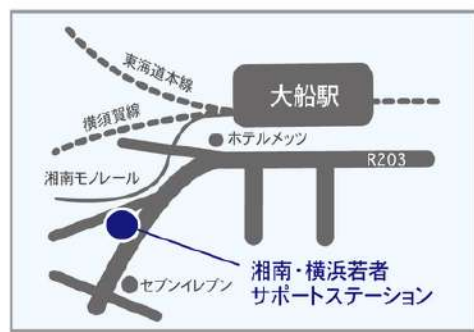 東海道本線
大船駅
横須賀線
ホテルメッツ
R203
湘南モノレール
湘南・横浜若者
サポートステーション
セブンイレブン